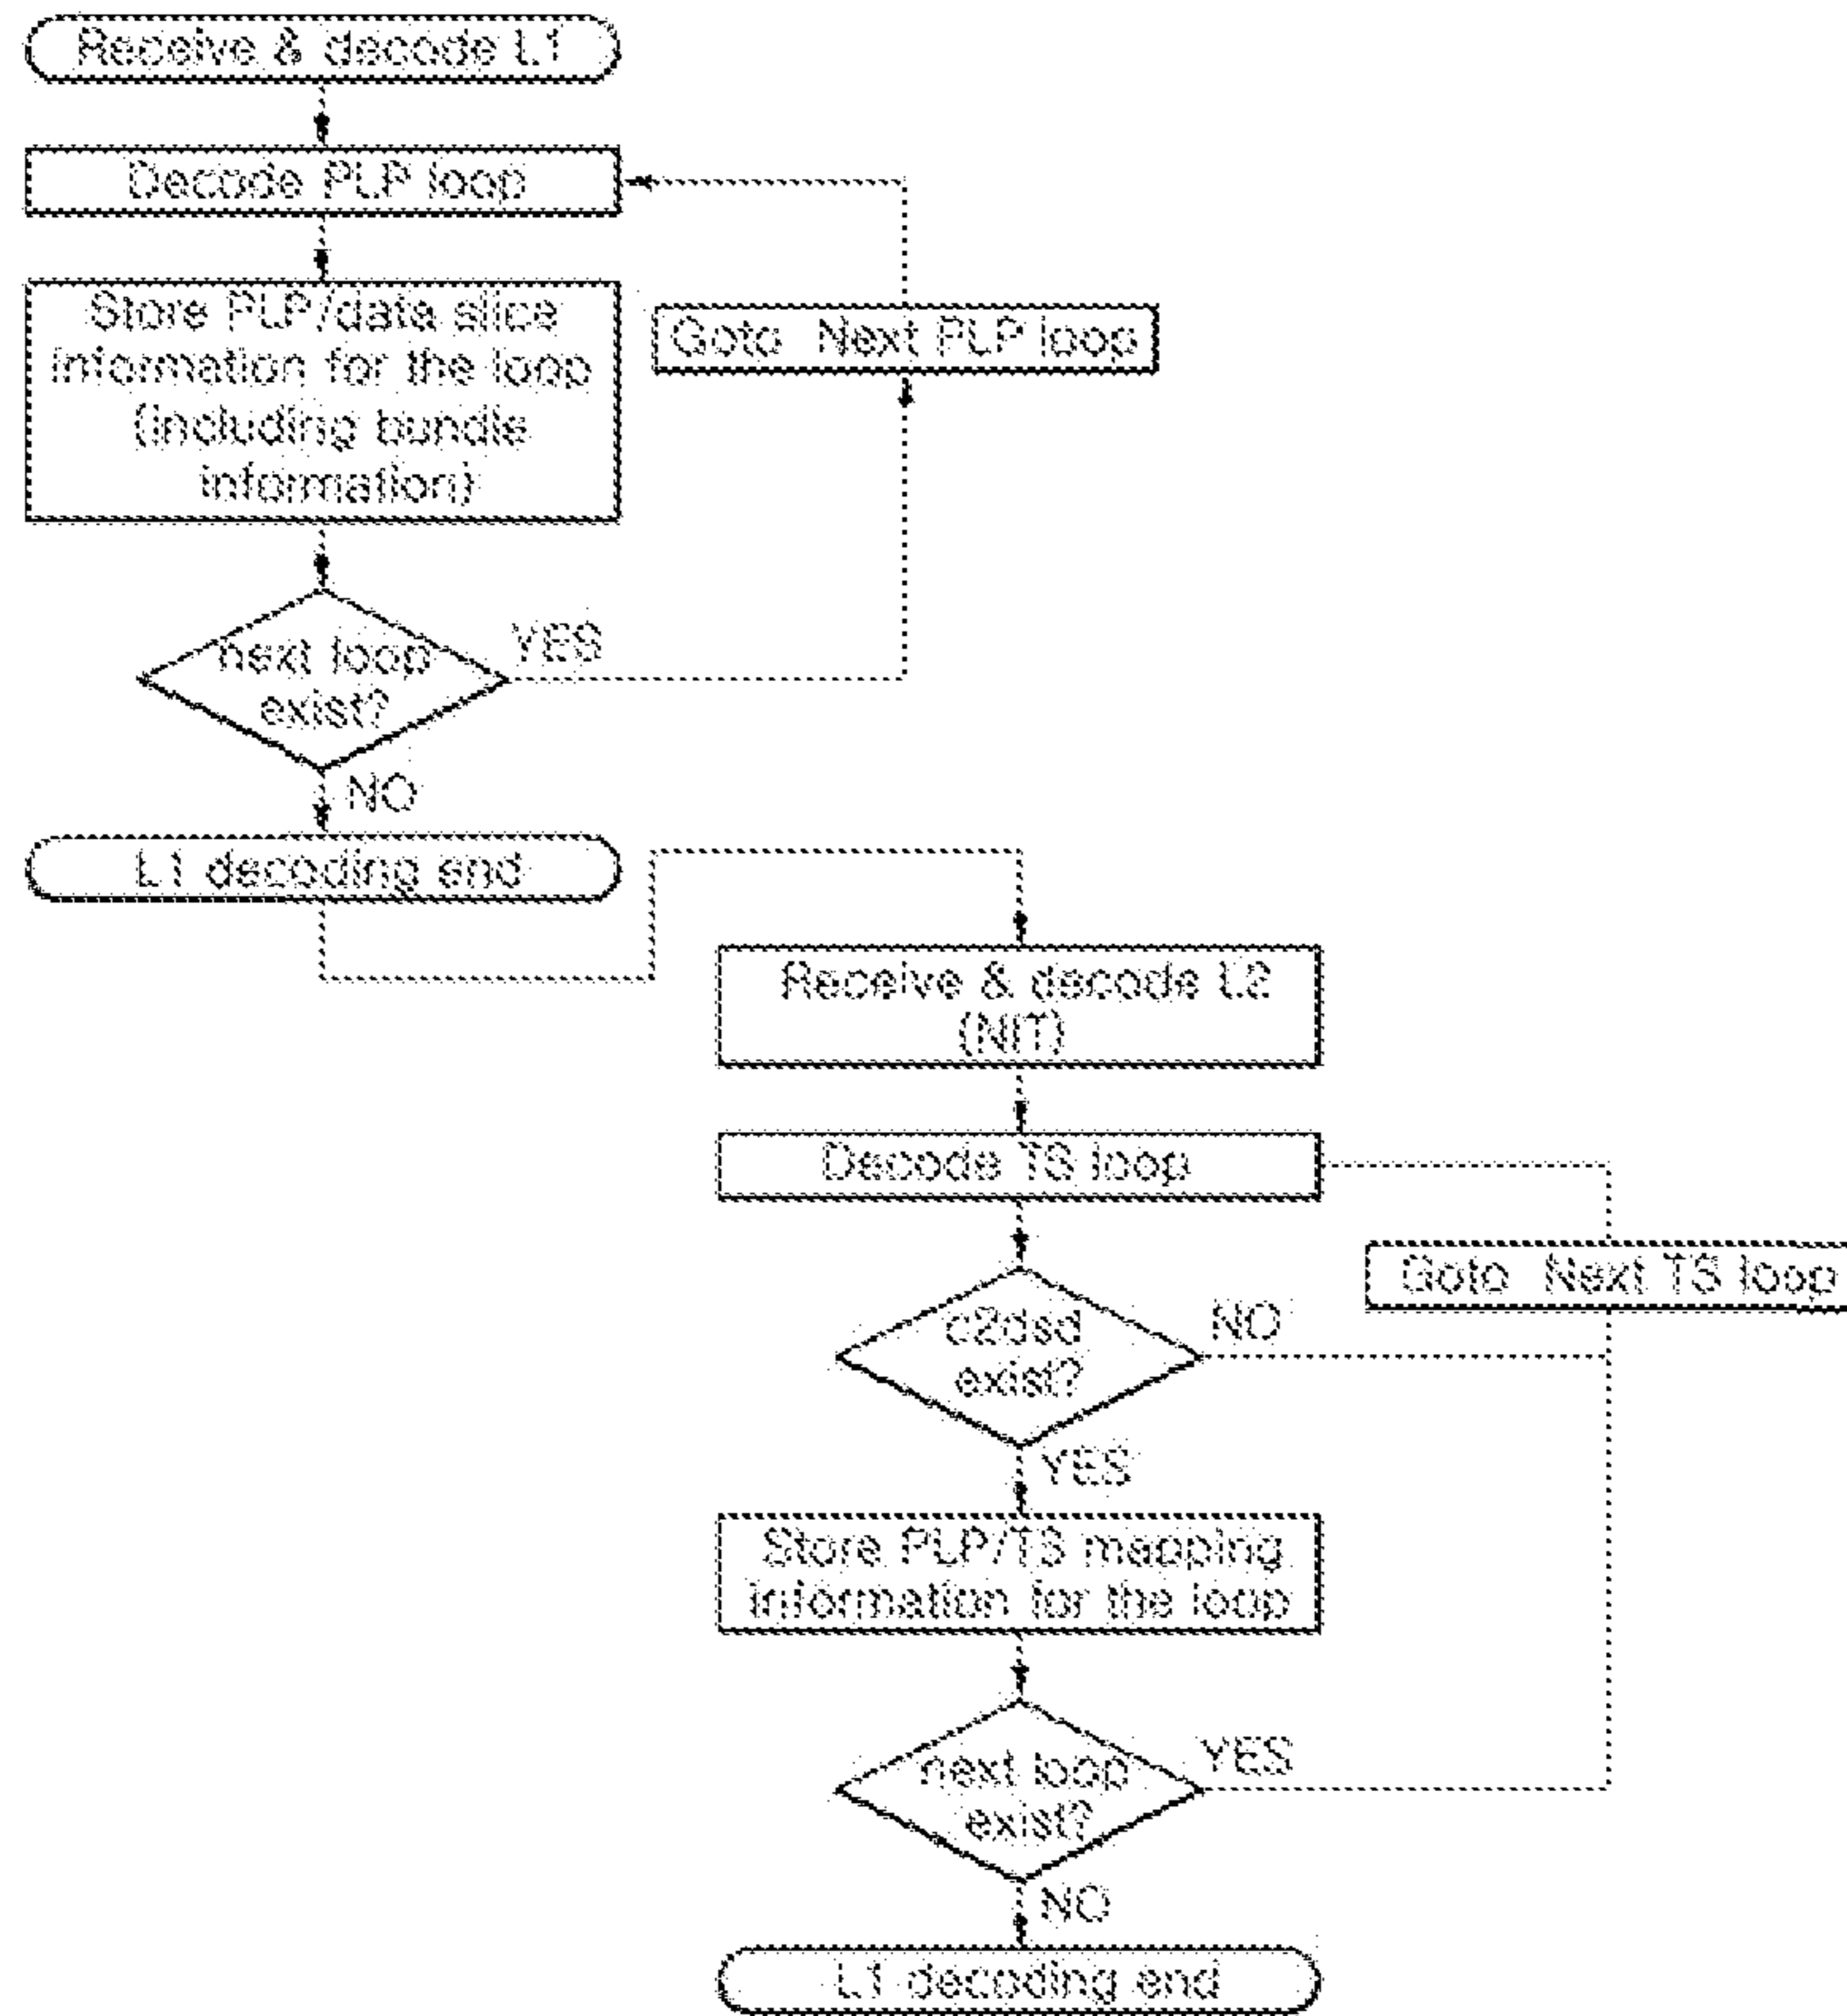 Receive & decode L1
Decode PLP loop
Store PLP/data slice
information for the loop
(including bundle
information)
Goto Next PLP loop
next loop
exist?
YES
NO
L1 decoding end
Receive & decode L2
(NIT)
Decode TS loop
Goto Next TS loop
c2dsd
exist?
NO
YES
Store PLP/TS mapping
information for the loop
next loop
exist?
YES
NO
L1 decoding end